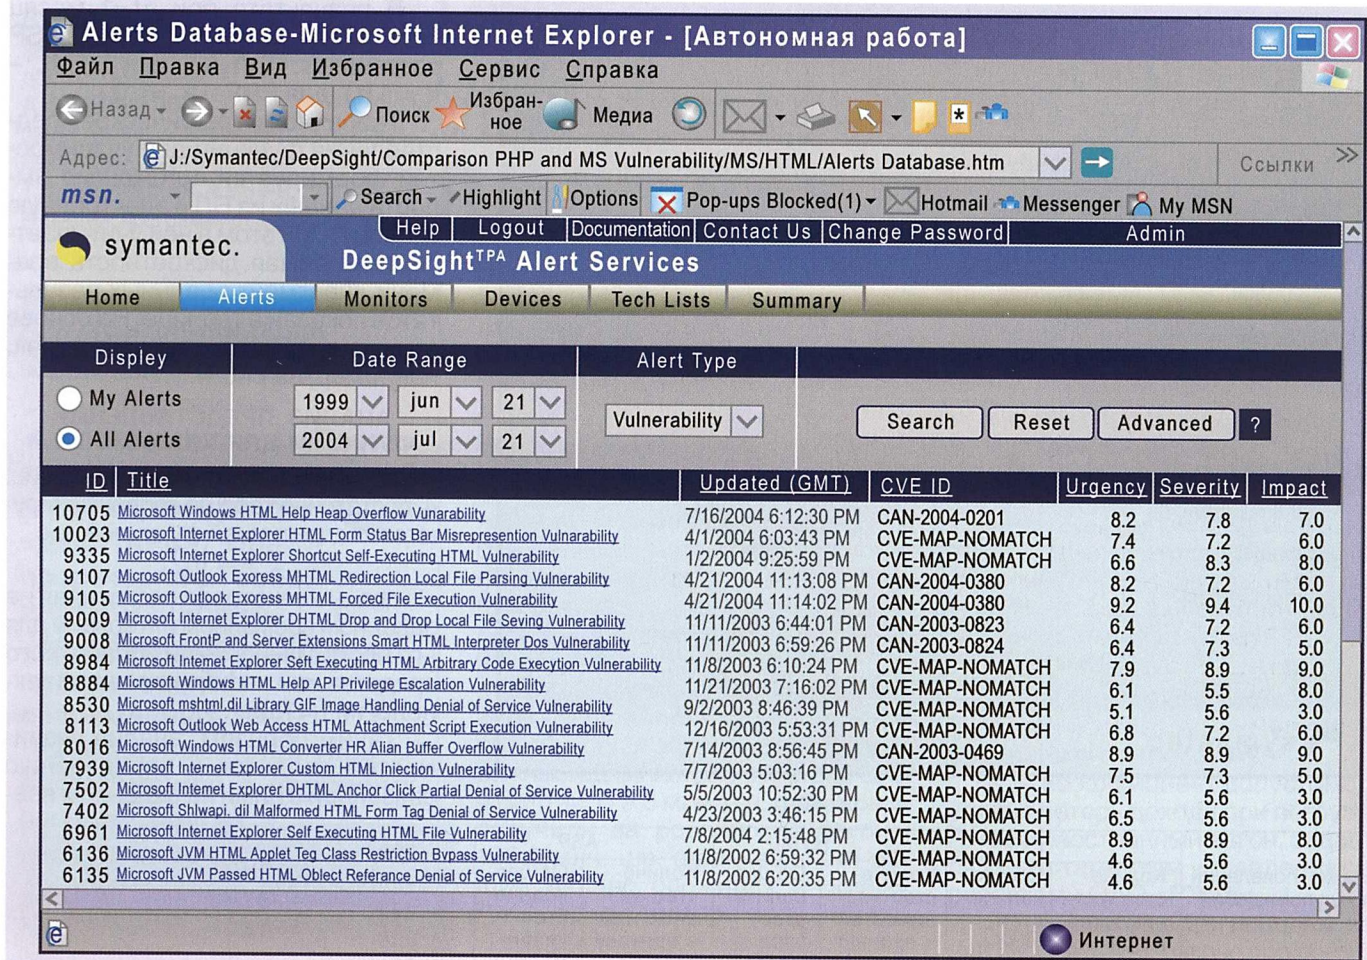 Alerts Database-Microsoft Internet Explorer - [Автономная работа]
Файл Правка Вид Избранное Сервис Справка
Назад Поиск Избран-ное Медиа
Адрес: J:/Symantec/DeepSight/Comparison PHP and MS Vulnerability/MS/HTML/Alerts Database.htm Ссылки
msn. Search Highlight Options Pop-ups Blocked(1) Hotmail Messenger My MSN
symantec. Help Logout Documentation Contact Us Change Password Admin
DeepSight TPA Alert Services
Home Alerts Monitors Devices Tech Lists Summary
Displey Date Range Alert Type
My Alerts 1999 jun 21
Vulnerability Search Reset Advanced ?
All Alerts 2004 jul 21
ID Title Updated (GMT) CVE ID Urgency Severity Impact
10705 Microsoft Windows HTML Help Heap Overflow Vunarability 7/16/2004 6:12:30 PM CAN-2004-0201 8.2 7.8 7.0
10023 Microsoft Internet Explorer HTML Form Status Bar Misreprention Vulnarability 4/1/2004 6:03:43 PM CVE-MAP-NOMATCH 7.4 7.2 6.0
9335 Microsoft Internet Explorer Shortcut Self-Executing HTML Vulnerability 1/2/2004 9:25:59 PM CVE-MAP-NOMATCH 6.6 8.3 8.0
9107 Microsoft Outlook Exoress MHTML Redirection Local File Parsing Vulnerability 4/21/2004 11:13:08 PM CAN-2004-0380 8.2 7.2 6.0
9105 Microsoft Outlook Exoress MHTML Forced File Execution Vulnerability 4/21/2004 11:14:02 PM CAN-2004-0380 9.2 9.4 10.0
9009 Microsoft Internet Explorer DHTML Drop and Drop Local File Seving Vulnerability 11/11/2003 6:44:01 PM CAN-2003-0823 6.4 7.2 6.0
9008 Microsoft FrontP and Server Extensions Smart HTML Interpreter Dos Vulnerability 11/11/2003 6:59:26 PM CAN-2003-0824 6.4 7.3 5.0
8984 Microsoft Internet Explorer Seft Executing HTML Arbitrary Code Execytion Vulnerability 11/8/2003 6:10:24 PM CVE-MAP-NOMATCH 7.9 8.9 9.0
8884 Microsoft Windows HTML Help API Privilege Escalation Vulnerability 11/21/2003 7:16:02 PM CVE-MAP-NOMATCH 6.1 5.5 8.0
8530 Microsoft mshtml.dil Library GIF Image Handling Denial of Service Vulnerability 9/2/2003 8:46:39 PM CVE-MAP-NOMATCH 5.1 5.6 3.0
8113 Microsoft Outlook Web Access HTML Attachment Script Execution Vulnerability 12/16/2003 5:53:31 PM CVE-MAP-NOMATCH 6.8 7.2 6.0
8016 Microsoft Windows HTML Converter HR Alian Buffer Overflow Vulnerability 7/14/2003 8:56:45 PM CAN-2003-0469 8.9 8.9 9.0
7939 Microsoft Internet Explorer Custom HTML Iniection Vulnerability 7/7/2003 5:03:16 PM CVE-MAP-NOMATCH 7.5 7.3 5.0
7502 Microsoft Internet Explorer DHTML Anchor Click Partial Denial of Service Vulnerability 5/5/2003 10:52:30 PM CVE-MAP-NOMATCH 6.1 5.6 3.0
7402 Microsoft Shlwapi. dil Malformed HTML Form Tag Denial of Service Vulnerability 4/23/2003 3:46:15 PM CVE-MAP-NOMATCH 6.5 5.6 3.0
6961 Microsoft Internet Explorer Self Executing HTML File Vulnerability 7/8/2004 2:15:48 PM CVE-MAP-NOMATCH 8.9 8.9 8.0
6136 Microsoft JVM HTML Applet Teg Class Restriction Bvpass Vulnerability 11/8/2002 6:59:32 PM CVE-MAP-NOMATCH 4.6 5.6 3.0
6135 Microsoft JVM Passed HTML Oblect Referance Denial of Service Vulnerability 11/8/2002 6:20:35 PM CVE-MAP-NOMATCH 4.6 5.6 3.0
Интернет